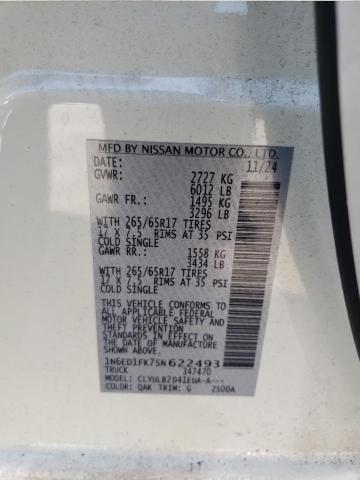 MFD BY NISSAN MOTOR CO., LTD.
DATE: 11/24
GVWR: 2727 KG
6012 LB
GAWR FR: 1495 KG
3296 LB
WITH 265/65R17 TIRES
17 X 7.5 RIMS AT 35 PSI
COLD SINGLE
GAWR RR: 1558 KG
3434 LB
WITH 265/65R17 TIRES
17 X 7.5 RIMS AT 35 PSI
COLD SINGLE
THIS VEHICLE CONFORMS TO
ALL APPLICABLE FEDERAL
MOTOR VEHICLE SAFETY
STANDARDS IN EFFECT ON
THE DATE OF MANUFACTURE
SHOWN ABOVE.
1N6ED1FK7SN622493
TRUCK 347470
MODEL: CLYULBZD41EUA-A---
COLOR: QAK TRIM: G 2500A